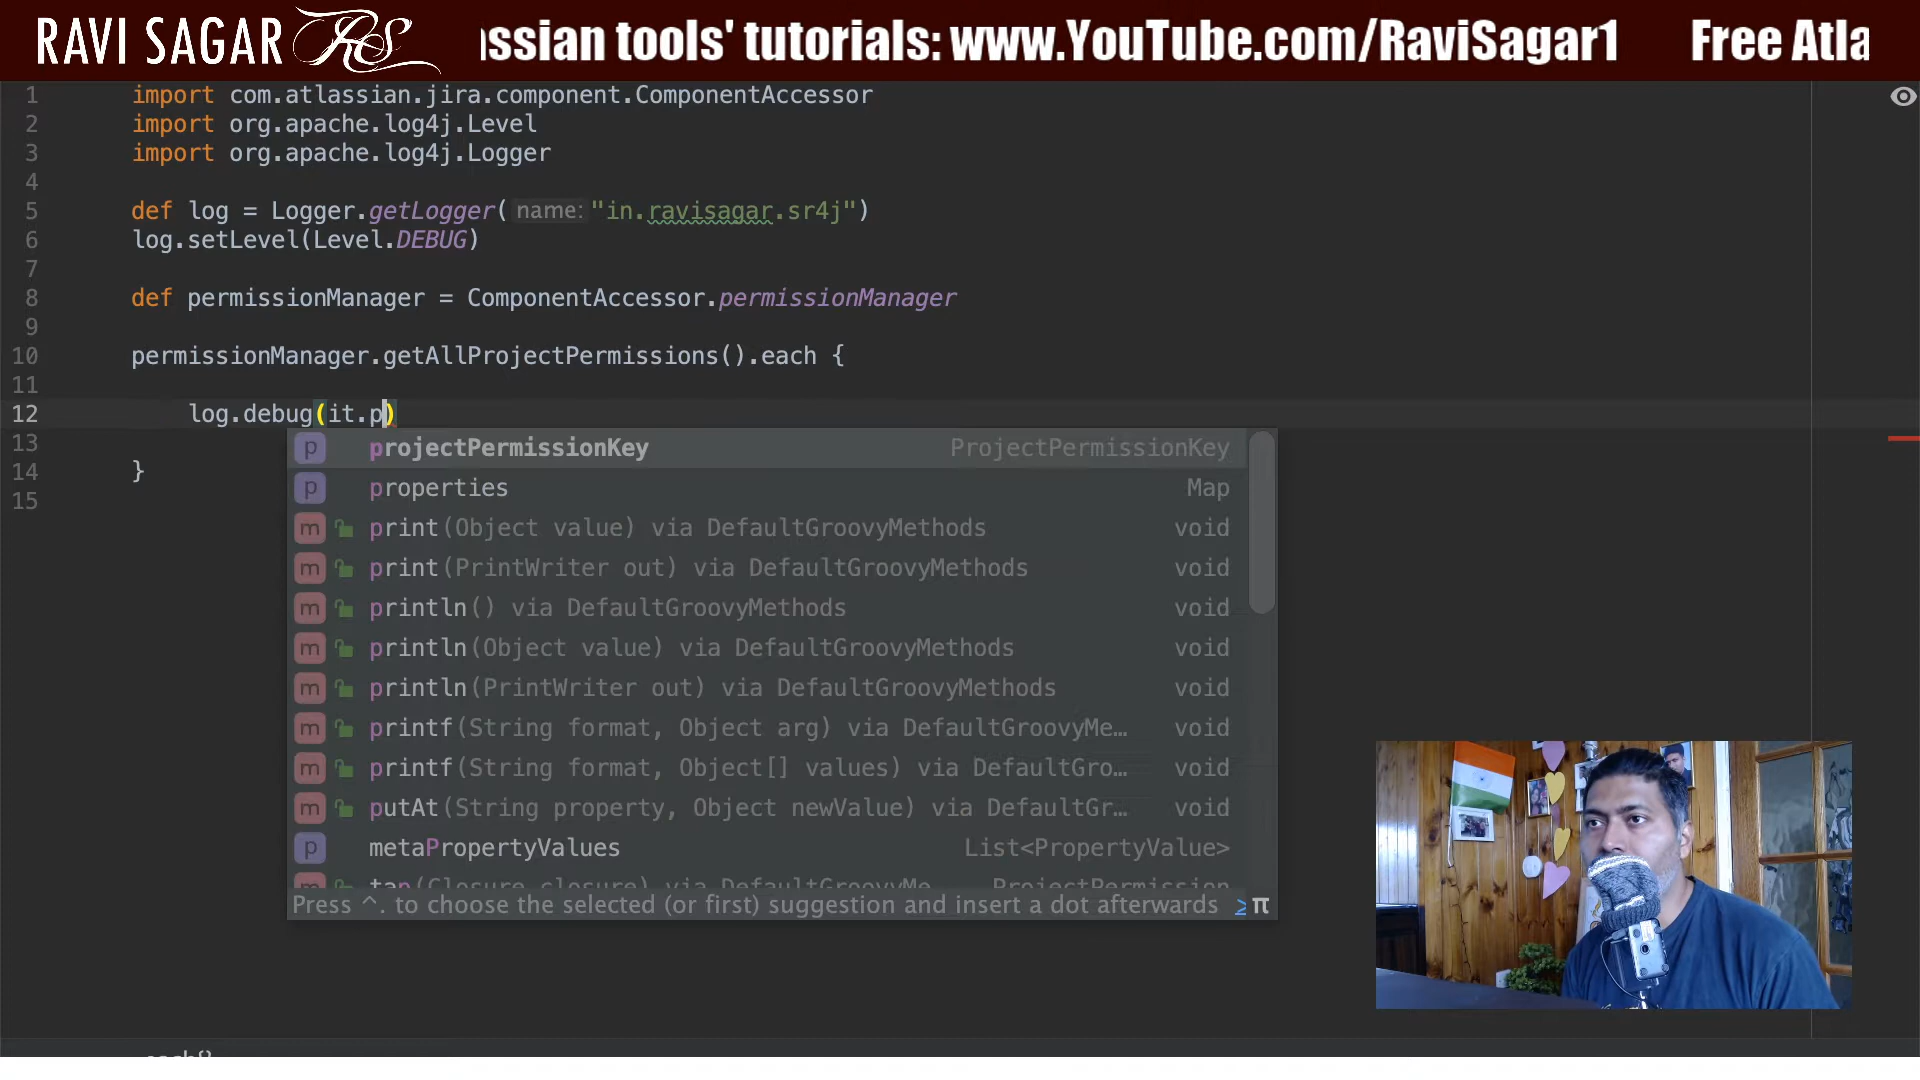 RAVI SAGAR RS
ssian tools' tutorials: www.YouTube.com/RaviSagar1 Free Atla
1 import com.atlassian.jira.component.ComponentAccessor
2 import org.apache.log4j.Level
3 import org.apache.log4j.Logger
4
5 def log = Logger.getLogger( name: "in.ravisagar.sr4j")
6 log.setLevel(Level.DEBUG)
7
8 def permissionManager = ComponentAccessor.permissionManager
9
10 permissionManager.getAllProjectPermissions().each {
11
12 log.debug(it.p)
13
14 }
15
p projectPermissionKey ProjectPermissionKey
p properties Map
m print(Object value) via DefaultGroovyMethods void
m print(PrintWriter out) via DefaultGroovyMethods void
m println() via DefaultGroovyMethods void
m println(Object value) via DefaultGroovyMethods void
m println(PrintWriter out) via DefaultGroovyMethods void
m printf(String format, Object arg) via DefaultGroovyMe… void
m printf(String format, Object[] values) via DefaultGro… void
m putAt(String property, Object newValue) via DefaultGr… void
p metaPropertyValues List<PropertyValue>
m tap(Closure closure) via DefaultGroovyMe… ProjectPermission
Press ^. to choose the selected (or first) suggestion and insert a dot afterwards ≥ π